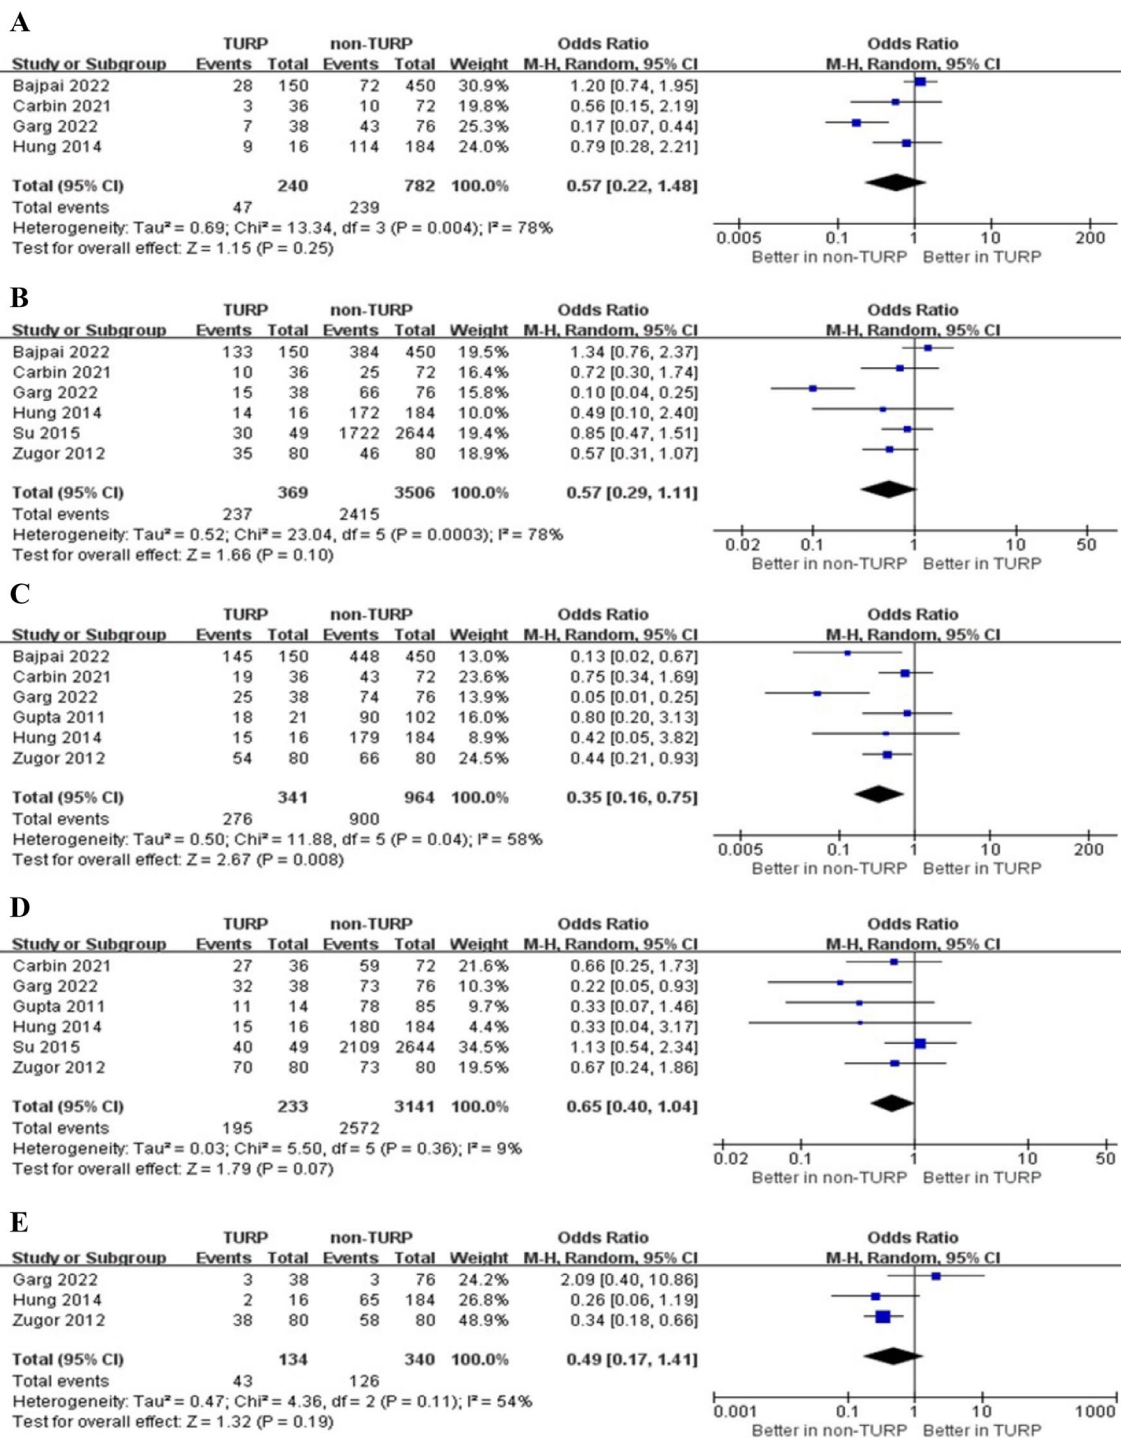 A
TURP non-TURP Odds Ratio Odds Ratio
Study or Subgroup Events Total Events Total Weight M-H, Random, 95% CI M-H, Random, 95% CI
Bajpai 2022 28 150 72 450 30.9% 1.20 [0.74, 1.95]
Carbin 2021 3 36 10 72 19.8% 0.56 [0.15, 2.19]
Garg 2022 7 38 43 76 25.3% 0.17 [0.07, 0.44]
Hung 2014 9 16 114 184 24.0% 0.79 [0.28, 2.21]
Total (95% CI) 240 782 100.0% 0.57 [0.22, 1.48]
Total events 47 239
Heterogeneity: Tau² = 0.69; Chi² = 13.34, df = 3 (P = 0.004); I² = 78%
Test for overall effect: Z = 1.15 (P = 0.25)
0.005 0.1 1 10 200
Better in non-TURP Better in TURP
B
TURP non-TURP Odds Ratio Odds Ratio
Study or Subgroup Events Total Events Total Weight M-H, Random, 95% CI M-H, Random, 95% CI
Bajpai 2022 133 150 384 450 19.5% 1.34 [0.76, 2.37]
Carbin 2021 10 36 25 72 16.4% 0.72 [0.30, 1.74]
Garg 2022 15 38 66 76 15.8% 0.10 [0.04, 0.25]
Hung 2014 14 16 172 184 10.0% 0.49 [0.10, 2.40]
Su 2015 30 49 1722 2644 19.4% 0.85 [0.47, 1.51]
Zugor 2012 35 80 46 80 18.9% 0.57 [0.31, 1.07]
Total (95% CI) 369 3506 100.0% 0.57 [0.29, 1.11]
Total events 237 2415
Heterogeneity: Tau² = 0.52; Chi² = 23.04, df = 5 (P = 0.0003); I² = 78%
Test for overall effect: Z = 1.66 (P = 0.10)
0.02 0.1 1 10 50
Better in non-TURP Better in TURP
C
TURP non-TURP Odds Ratio Odds Ratio
Study or Subgroup Events Total Events Total Weight M-H, Random, 95% CI M-H, Random, 95% CI
Bajpai 2022 145 150 448 450 13.0% 0.13 [0.02, 0.67]
Carbin 2021 19 36 43 72 23.6% 0.75 [0.34, 1.69]
Garg 2022 25 38 74 76 13.9% 0.05 [0.01, 0.25]
Gupta 2011 18 21 90 102 16.0% 0.80 [0.20, 3.13]
Hung 2014 15 16 179 184 8.9% 0.42 [0.05, 3.82]
Zugor 2012 54 80 66 80 24.5% 0.44 [0.21, 0.93]
Total (95% CI) 341 964 100.0% 0.35 [0.16, 0.75]
Total events 276 900
Heterogeneity: Tau² = 0.50; Chi² = 11.88, df = 5 (P = 0.04); I² = 58%
Test for overall effect: Z = 2.67 (P = 0.008)
0.005 0.1 1 10 200
Better in non-TURP Better in TURP
D
TURP non-TURP Odds Ratio Odds Ratio
Study or Subgroup Events Total Events Total Weight M-H, Random, 95% CI M-H, Random, 95% CI
Carbin 2021 27 36 59 72 21.6% 0.66 [0.25, 1.73]
Garg 2022 32 38 73 76 10.3% 0.22 [0.05, 0.93]
Gupta 2011 11 14 78 85 9.7% 0.33 [0.07, 1.46]
Hung 2014 15 16 180 184 4.4% 0.33 [0.04, 3.17]
Su 2015 40 49 2109 2644 34.5% 1.13 [0.54, 2.34]
Zugor 2012 70 80 73 80 19.5% 0.67 [0.24, 1.86]
Total (95% CI) 233 3141 100.0% 0.65 [0.40, 1.04]
Total events 195 2572
Heterogeneity: Tau² = 0.03; Chi² = 5.50, df = 5 (P = 0.36); I² = 9%
Test for overall effect: Z = 1.79 (P = 0.07)
0.02 0.1 1 10 50
Better in non-TURP Better in TURP
E
TURP non-TURP Odds Ratio Odds Ratio
Study or Subgroup Events Total Events Total Weight M-H, Random, 95% CI M-H, Random, 95% CI
Garg 2022 3 38 3 76 24.2% 2.09 [0.40, 10.86]
Hung 2014 2 16 65 184 26.8% 0.26 [0.06, 1.19]
Zugor 2012 38 80 58 80 48.9% 0.34 [0.18, 0.66]
Total (95% CI) 134 340 100.0% 0.49 [0.17, 1.41]
Total events 43 126
Heterogeneity: Tau² = 0.47; Chi² = 4.36, df = 2 (P = 0.11); I² = 54%
Test for overall effect: Z = 1.32 (P = 0.19)
0.001 0.1 1 10 1000
Better in non-TURP Better in TURP